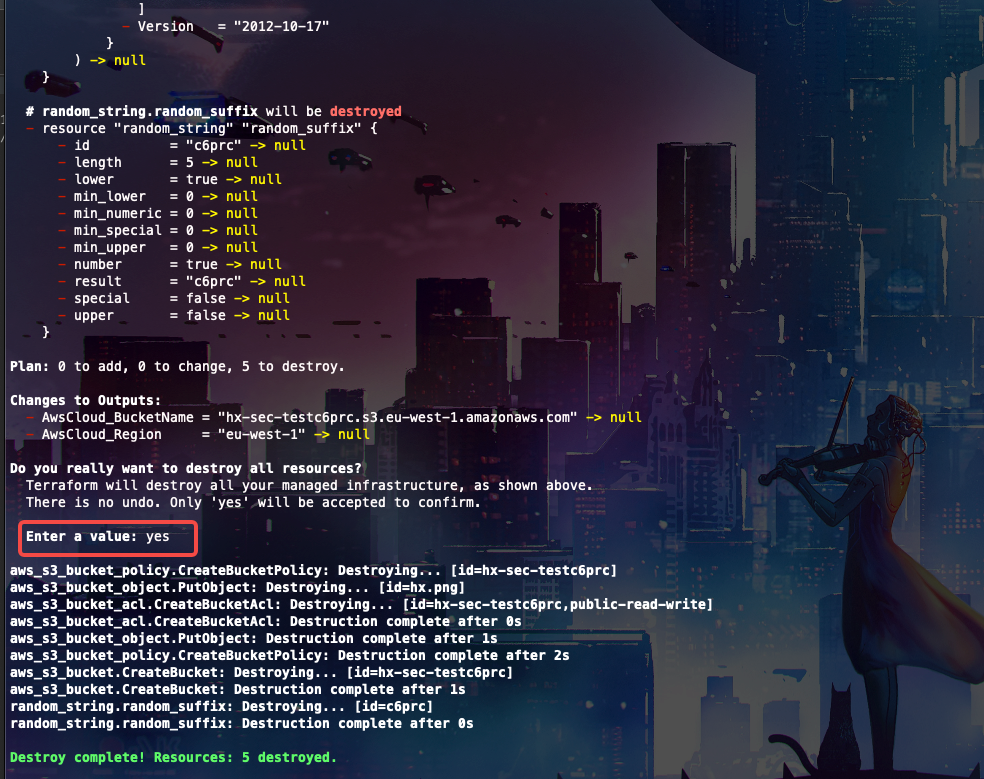 ]
- Version   = "2012-10-17"
}
) -> null
}
# random_string.random_suffix will be destroyed
- resource "random_string" "random_suffix" {
- id          = "c6prc" -> null
- length      = 5 -> null
- lower       = true -> null
- min_lower   = 0 -> null
- min_numeric = 0 -> null
- min_special = 0 -> null
- min_upper   = 0 -> null
- number      = true -> null
- result      = "c6prc" -> null
- special     = false -> null
- upper       = false -> null
}
Plan: 0 to add, 0 to change, 5 to destroy.
Changes to Outputs:
- AwsCloud_BucketName = "hx-sec-testc6prc.s3.eu-west-1.amazonaws.com" -> null
- AwsCloud_Region     = "eu-west-1" -> null
Do you really want to destroy all resources?
Terraform will destroy all your managed infrastructure, as shown above.
There is no undo. Only 'yes' will be accepted to confirm.
Enter a value: yes
aws_s3_bucket_policy.CreateBucketPolicy: Destroying... [id=hx-sec-testc6prc]
aws_s3_bucket_object.PutObject: Destroying... [id=hx.png]
aws_s3_bucket_acl.CreateBucketAcl: Destroying... [id=hx-sec-testc6prc,public-read-write]
aws_s3_bucket_acl.CreateBucketAcl: Destruction complete after 0s
aws_s3_bucket_object.PutObject: Destruction complete after 1s
aws_s3_bucket_policy.CreateBucketPolicy: Destruction complete after 2s
aws_s3_bucket.CreateBucket: Destroying... [id=hx-sec-testc6prc]
aws_s3_bucket.CreateBucket: Destruction complete after 1s
random_string.random_suffix: Destroying... [id=c6prc]
random_string.random_suffix: Destruction complete after 0s
Destroy complete! Resources: 5 destroyed.